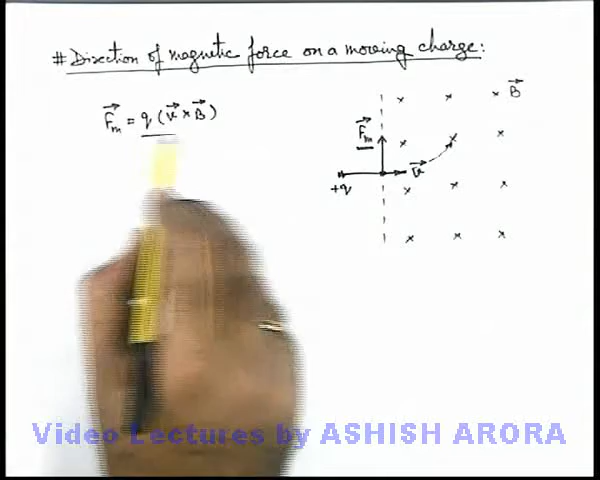 # Direction of magnetic force on a moving charge:
F⃗m = q (v⃗ × B⃗)
B⃗
F⃗m
v⃗
+q
Video Lectures by ASHISH ARORA